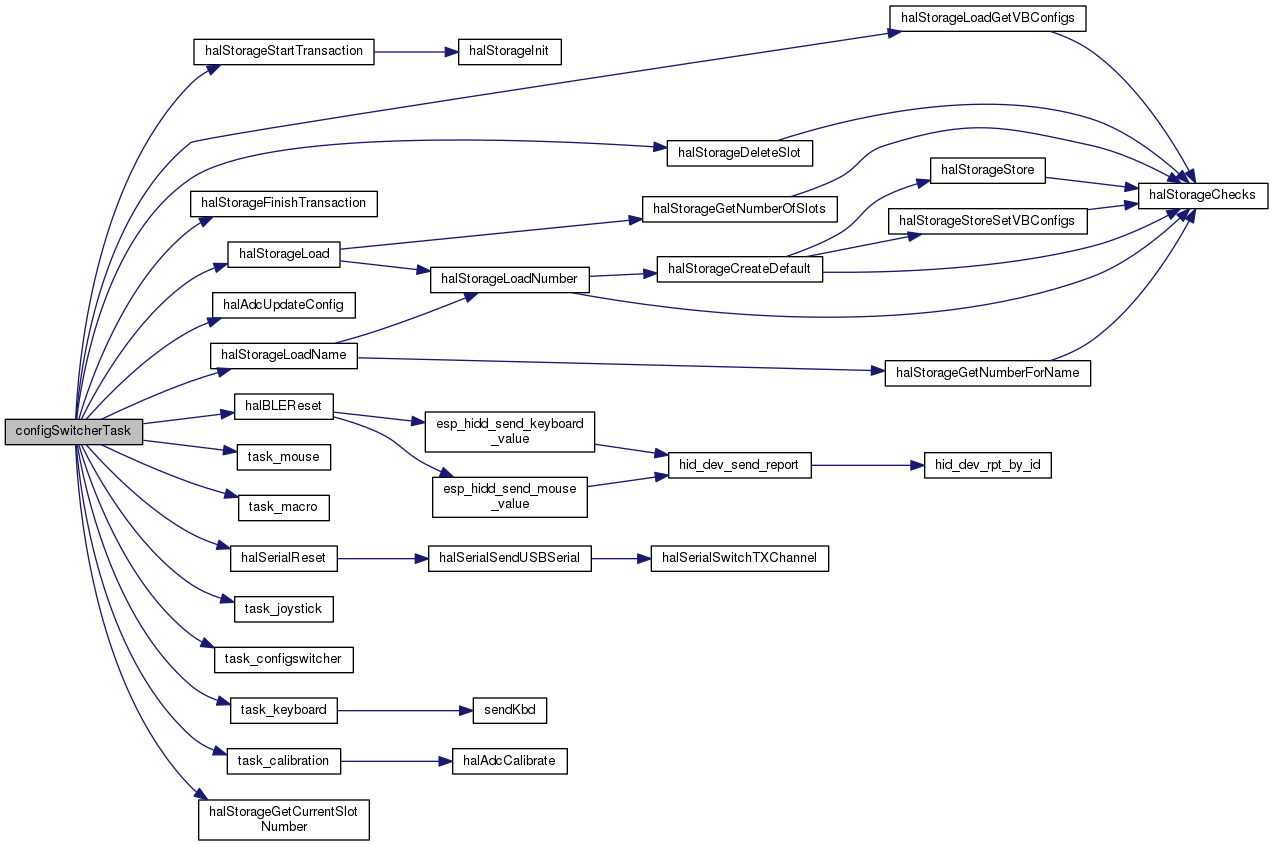 halStorageLoadGetVBConfigs
halStorageStartTransaction
halStorageInit
halStorageDeleteSlot
halStorageStore
halStorageChecks
halStorageFinishTransaction
halStorageGetNumberOfSlots
halStorageStoreSetVBConfigs
halStorageLoad
halStorageLoadNumber
halStorageCreateDefault
halAdcUpdateConfig
halStorageLoadName
halStorageGetNumberForName
halBLEReset
esp_hidd_send_keyboard
_value
configSwitcherTask
task_mouse
hid_dev_send_report
hid_dev_rpt_by_id
esp_hidd_send_mouse
_value
task_macro
halSerialReset
halSerialSendUSBSerial
halSerialSwitchTXChannel
task_joystick
task_configswitcher
task_keyboard
sendKbd
task_calibration
halAdcCalibrate
halStorageGetCurrentSlot
Number